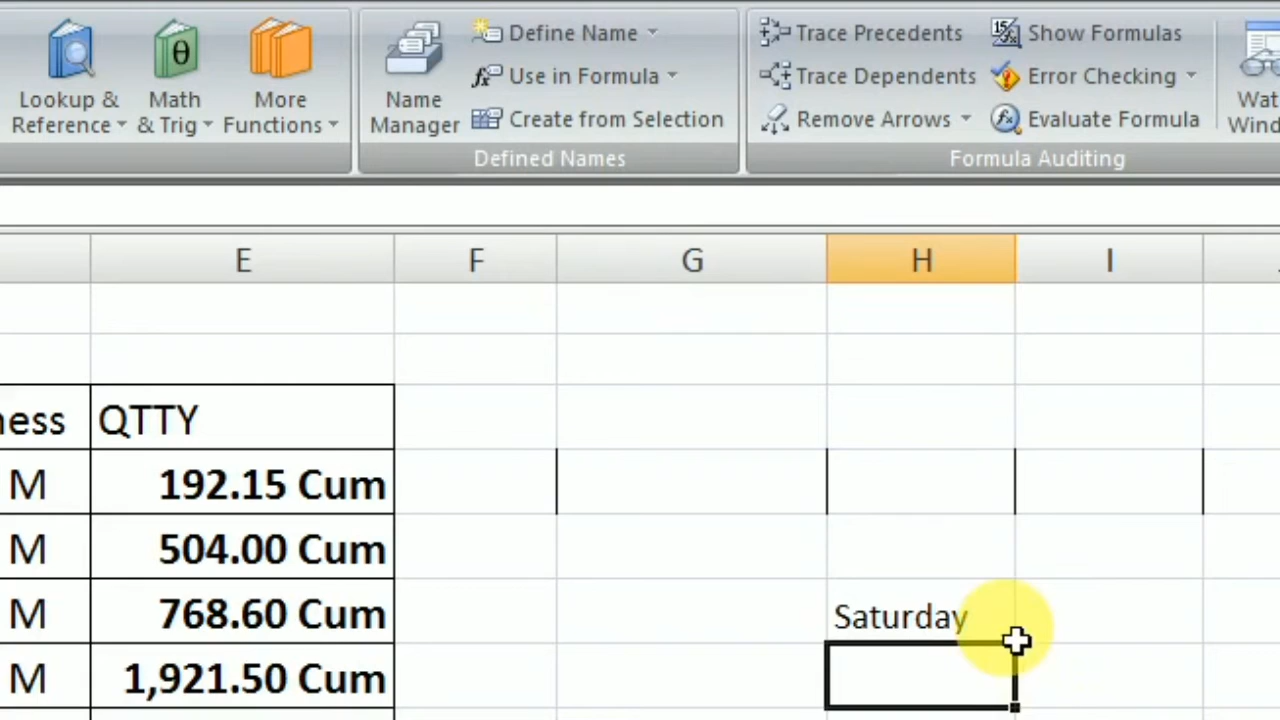 Lookup & Reference
Math & Trig
More Functions
Name Manager
Define Name
Use in Formula
Create from Selection
Defined Names
Trace Precedents
Trace Dependents
Remove Arrows
Show Formulas
Error Checking
Evaluate Formula
Formula Auditing
E F G H I
QTTY
M 192.15 Cum
M 504.00 Cum
M 768.60 Cum
Saturday
M 1,921.50 Cum